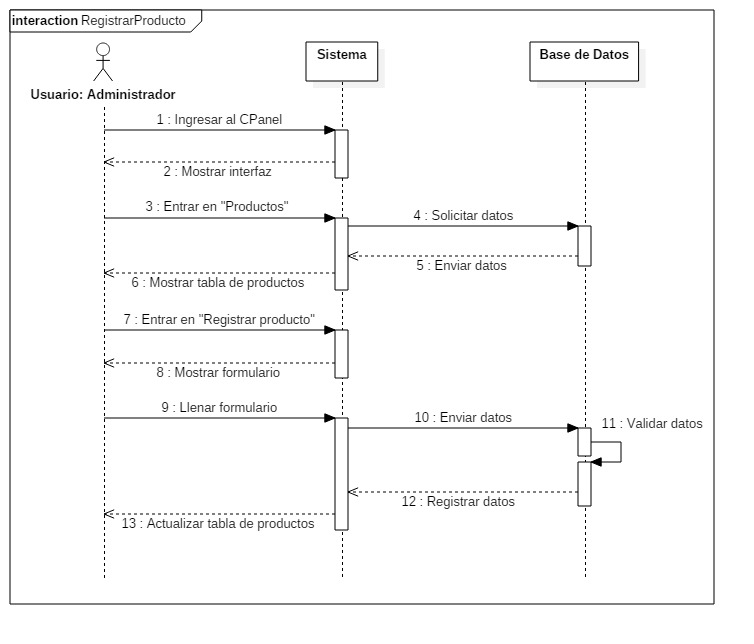 interaction RegistrarProducto
Sistema
Base de Datos
Usuario: Administrador
1 : Ingresar al CPanel
2 : Mostrar interfaz
3 : Entrar en "Productos"
4 : Solicitar datos
5 : Enviar datos
6 : Mostrar tabla de productos
7 : Entrar en "Registrar producto"
8 : Mostrar formulario
9 : Llenar formulario
10 : Enviar datos
11 : Validar datos
12 : Registrar datos
13 : Actualizar tabla de productos